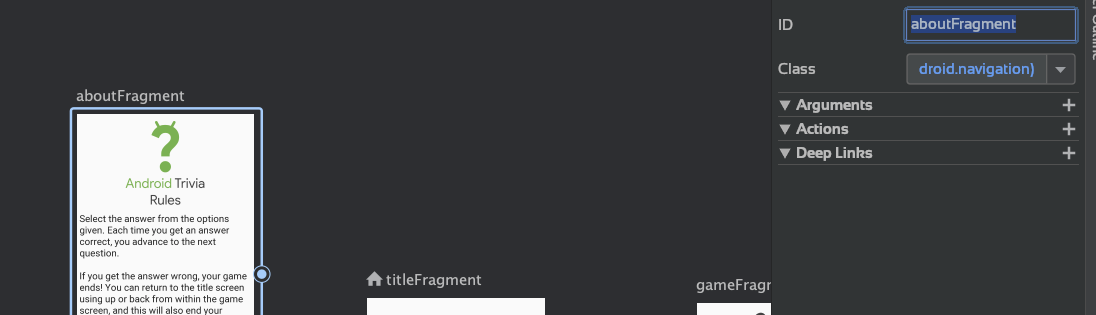 aboutFragment
Android Trivia
Rules
Select the answer from the options
given. Each time you get an answer
correct, you advance to the next
question.
If you get the answer wrong, your game
ends! You can return to the title screen
using up or back from within the game
screen, and this will also end your
titleFragment
gameFragr
ID
aboutFragment
Class
droid.navigation)
Arguments
Actions
Deep Links